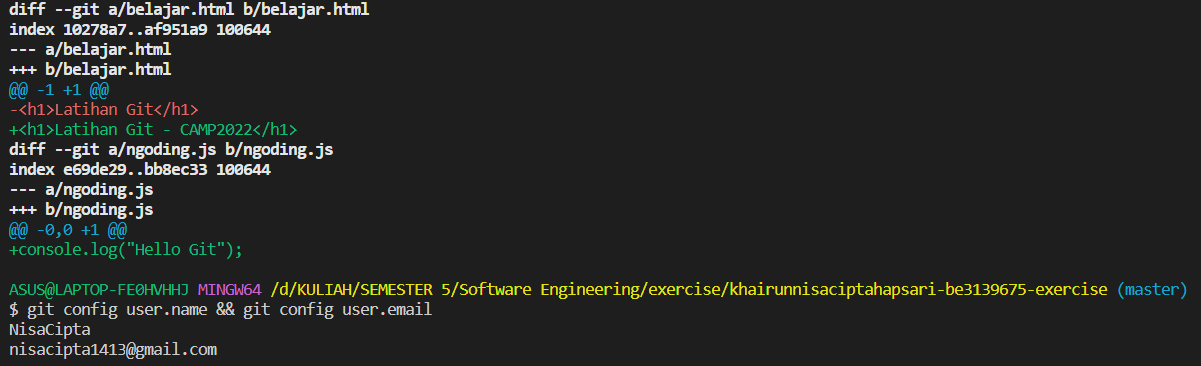 diff --git a/belajar.html b/belajar.html
index 10278a7..af951a9 100644
--- a/belajar.html
+++ b/belajar.html
@@ -1 +1 @@
-<h1>Latihan Git</h1>
+<h1>Latihan Git - CAMP2022</h1>
diff --git a/ngoding.js b/ngoding.js
index e69de29..bb8ec33 100644
--- a/ngoding.js
+++ b/ngoding.js
@@ -0,0 +1 @@
+console.log("Hello Git");
ASUS@LAPTOP-FE0HVHHJ MINGW64 /d/KULIAH/SEMESTER 5/Software Engineering/exercise/khairunnisaciptahapsari-be3139675-exercise (master)
$ git config user.name && git config user.email
NisaCipta
nisacipta1413@gmail.com